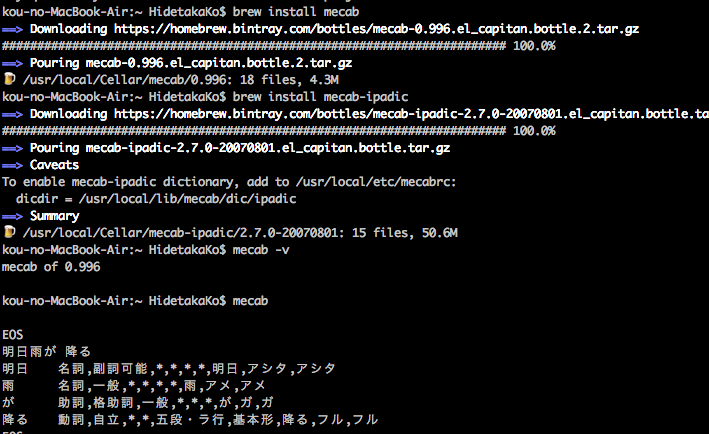 kou-no-MacBook-Air:~ HidetakaKo$ brew install mecab
==> Downloading https://homebrew.bintray.com/bottles/mecab-0.996.el_capitan.bottle.2.tar.gz
######################################################################## 100.0%
==> Pouring mecab-0.996.el_capitan.bottle.2.tar.gz
🍺 /usr/local/Cellar/mecab/0.996: 18 files, 4.3M
kou-no-MacBook-Air:~ HidetakaKo$ brew install mecab-ipadic
==> Downloading https://homebrew.bintray.com/bottles/mecab-ipadic-2.7.0-20070801.el_capitan.bottle.ta
######################################################################## 100.0%
==> Pouring mecab-ipadic-2.7.0-20070801.el_capitan.bottle.tar.gz
==> Caveats
To enable mecab-ipadic dictionary, add to /usr/local/etc/mecabrc:
dicdir = /usr/local/lib/mecab/dic/ipadic
==> Summary
🍺 /usr/local/Cellar/mecab-ipadic/2.7.0-20070801: 15 files, 50.6M
kou-no-MacBook-Air:~ HidetakaKo$ mecab -v
mecab of 0.996
kou-no-MacBook-Air:~ HidetakaKo$ mecab
EOS
明日雨が 降る
明日 名詞,副詞可能,*,*,*,*,明日,アシタ,アシタ
雨 名詞,一般,*,*,*,*,雨,アメ,アメ
が 助詞,格助詞,一般,*,*,*,が,ガ,ガ
降る 動詞,自立,*,*,五段・ラ行,基本形,降る,フル,フル
EOS